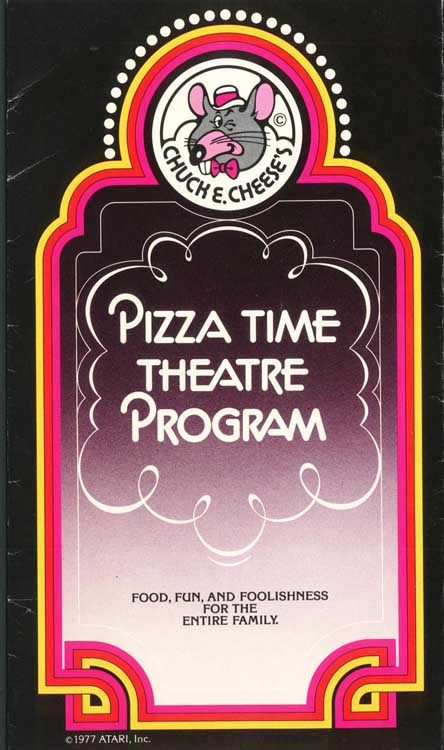 ©
CHUCK E. CHEESE'S
PIZZA TIME
THEATRE
PROGRAM
FOOD, FUN, AND FOOLISHNESS
FOR THE
ENTIRE FAMILY.
©1977 ATARI, Inc.